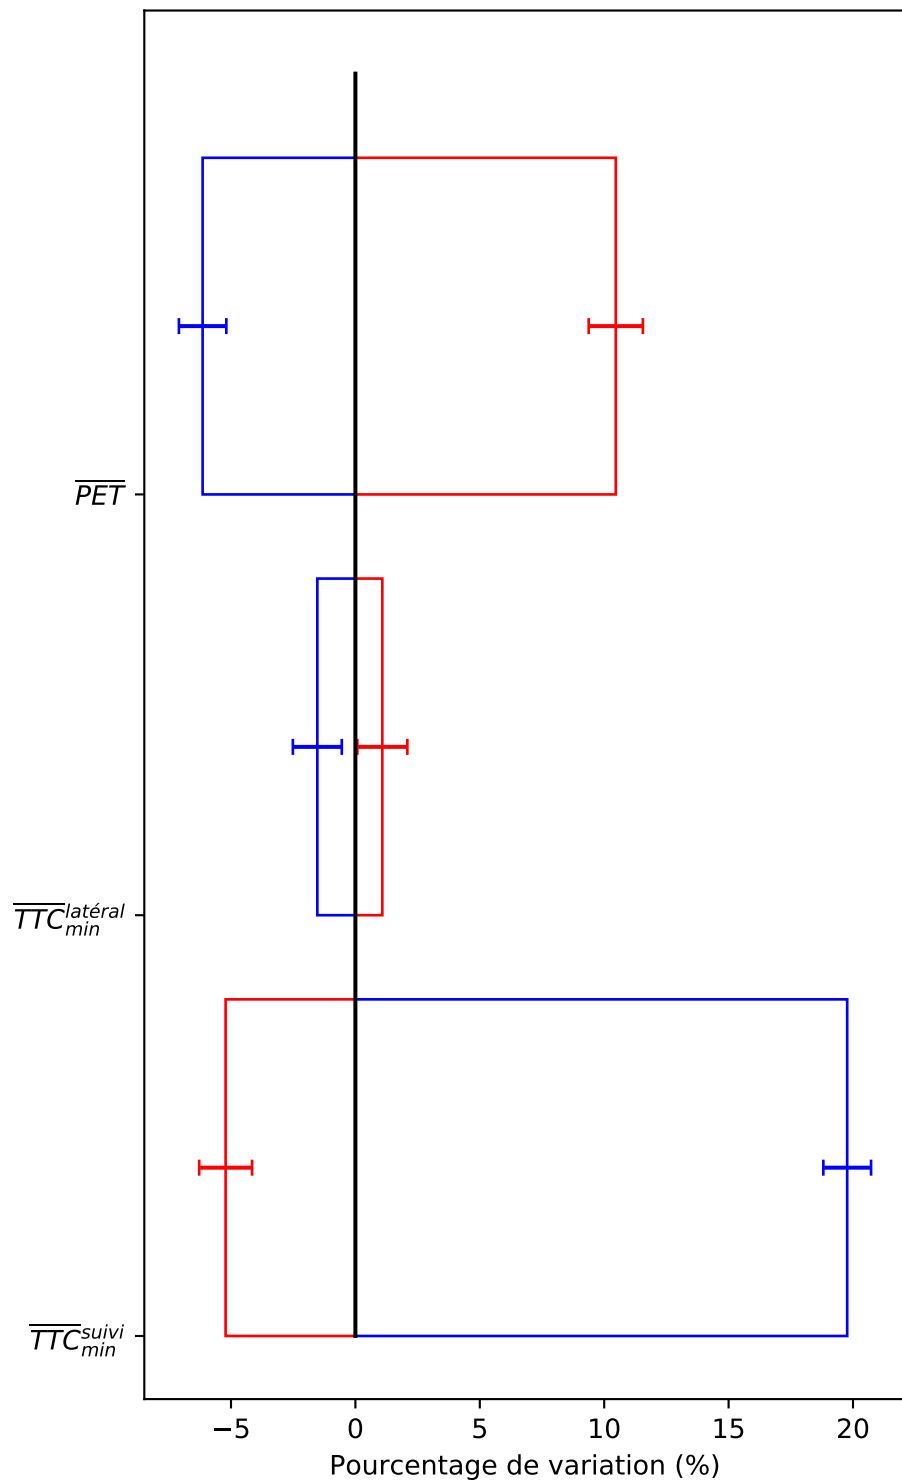 PET
TTC latéral min
TTC suivi min
−5 0 5 10 15 20
Pourcentage de variation (%)